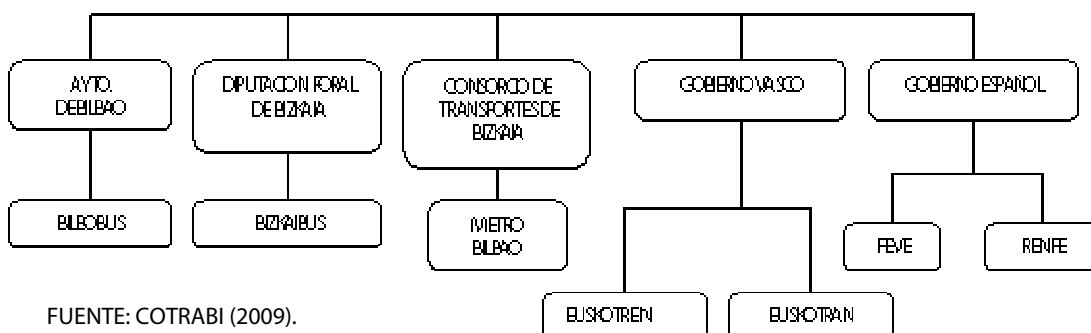 AYTO.
DE BILBAO
DIPUTACION FORAL
DE BIZKAIA
CONSORCIO DE
TRANSPORTES DE
BIZKAIA
GOBIERNO VASCO
GOBIERNO ESPAÑOL
BILBOBUS
BIZKAIBUS
METRO
BILBAO
FEVE
RENFE
EUSKOTREN
EUSKOTRAN
FUENTE: COTRABI (2009).